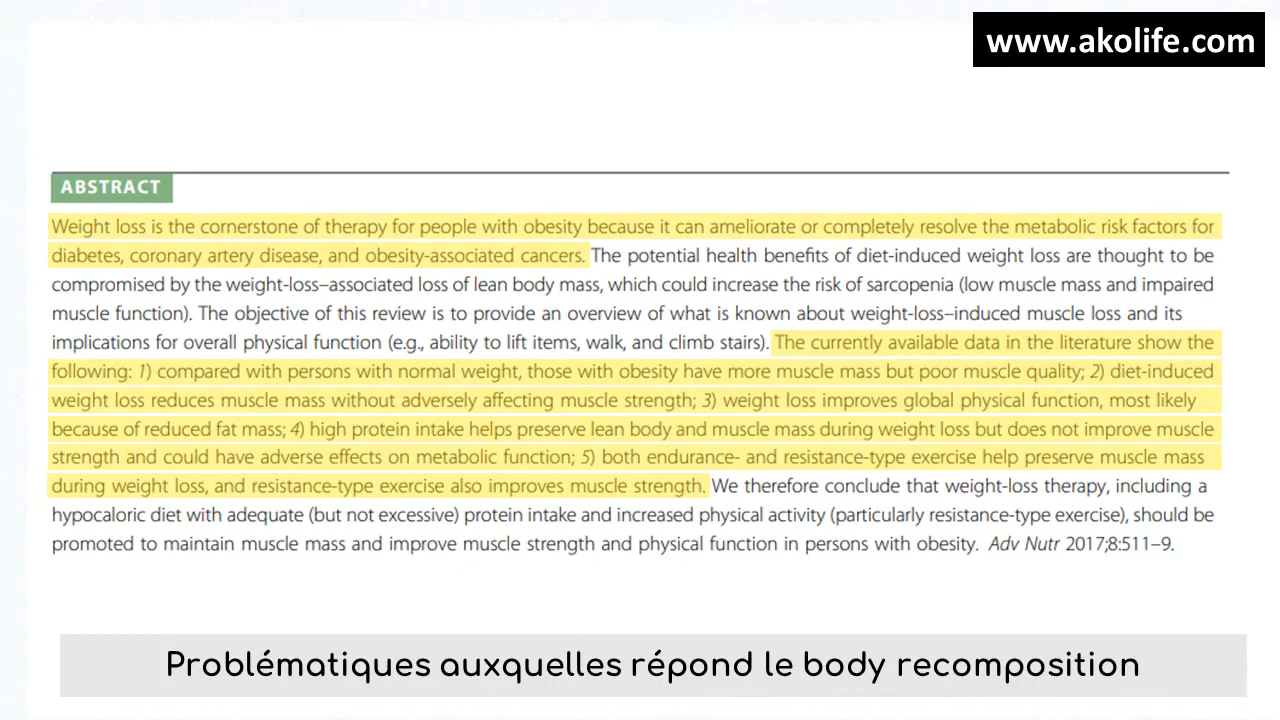 www.akolife.com
ABSTRACT
Weight loss is the cornerstone of therapy for people with obesity because it can ameliorate or completely resolve the metabolic risk factors for
diabetes, coronary artery disease, and obesity-associated cancers. The potential health benefits of diet-induced weight loss are thought to be
compromised by the weight-loss–associated loss of lean body mass, which could increase the risk of sarcopenia (low muscle mass and impaired
muscle function). The objective of this review is to provide an overview of what is known about weight-loss–induced muscle loss and its
implications for overall physical function (e.g., ability to lift items, walk, and climb stairs). The currently available data in the literature show the
following: 1) compared with persons with normal weight, those with obesity have more muscle mass but poor muscle quality; 2) diet-induced
weight loss reduces muscle mass without adversely affecting muscle strength; 3) weight loss improves global physical function, most likely
because of reduced fat mass; 4) high protein intake helps preserve lean body and muscle mass during weight loss but does not improve muscle
strength and could have adverse effects on metabolic function; 5) both endurance- and resistance-type exercise help preserve muscle mass
during weight loss, and resistance-type exercise also improves muscle strength. We therefore conclude that weight-loss therapy, including a
hypocaloric diet with adequate (but not excessive) protein intake and increased physical activity (particularly resistance-type exercise), should be
promoted to maintain muscle mass and improve muscle strength and physical function in persons with obesity. Adv Nutr 2017;8:511–9.
Problématiques auxquelles répond le body recomposition